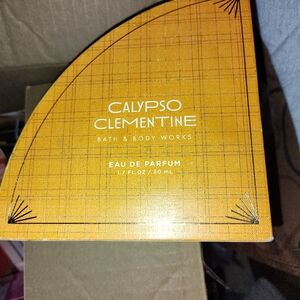 CALYPSO
CLEMENTINE
BATH & BODY WORKS
EAU DE PARFUM
1.7 FL OZ / 50 mL